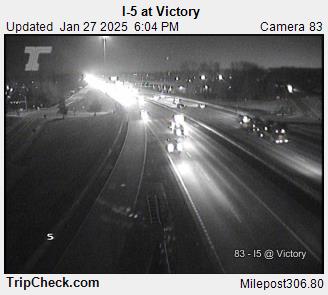 I-5 at Victory
Updated  Jan 27 2025  6:04 PM
Camera 83
T
S
83 - I5 @ Victory
TripCheck.com
Milepost306.80